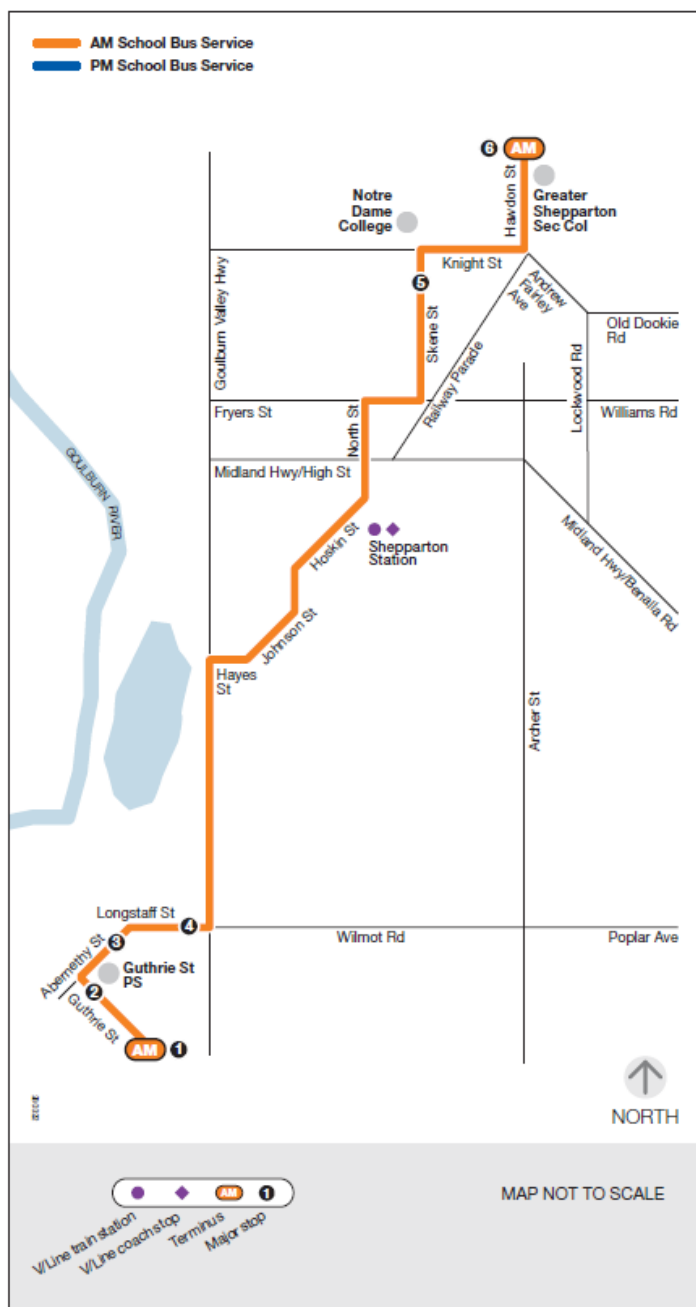 AM School Bus Service
PM School Bus Service
6
AM
Hawdon St
Greater
Shepparton
Sec Col
Notre
Dame
College
Knight St
Goulburn Valley Hwy
5
Skene St
Andrew
Fairley
Ave
Old Dookie
Rd
Railway Parade
Lockwood Rd
Fryers St
North St
Williams Rd
Midland Hwy/High St
GOULBURN RIVER
Hoskin St
Shepparton
Station
Midland Hwy/Benalla Rd
Johnson St
Hayes
St
Archer St
Longstaff St
4
Wilmot Rd
Poplar Ave
3
Abernethy St
Guthrie St
PS
2
Guthrie St
AM
1
NORTH
AM
1
MAP NOT TO SCALE
V/Line train station
V/Line coach stop
Terminus
Major stop